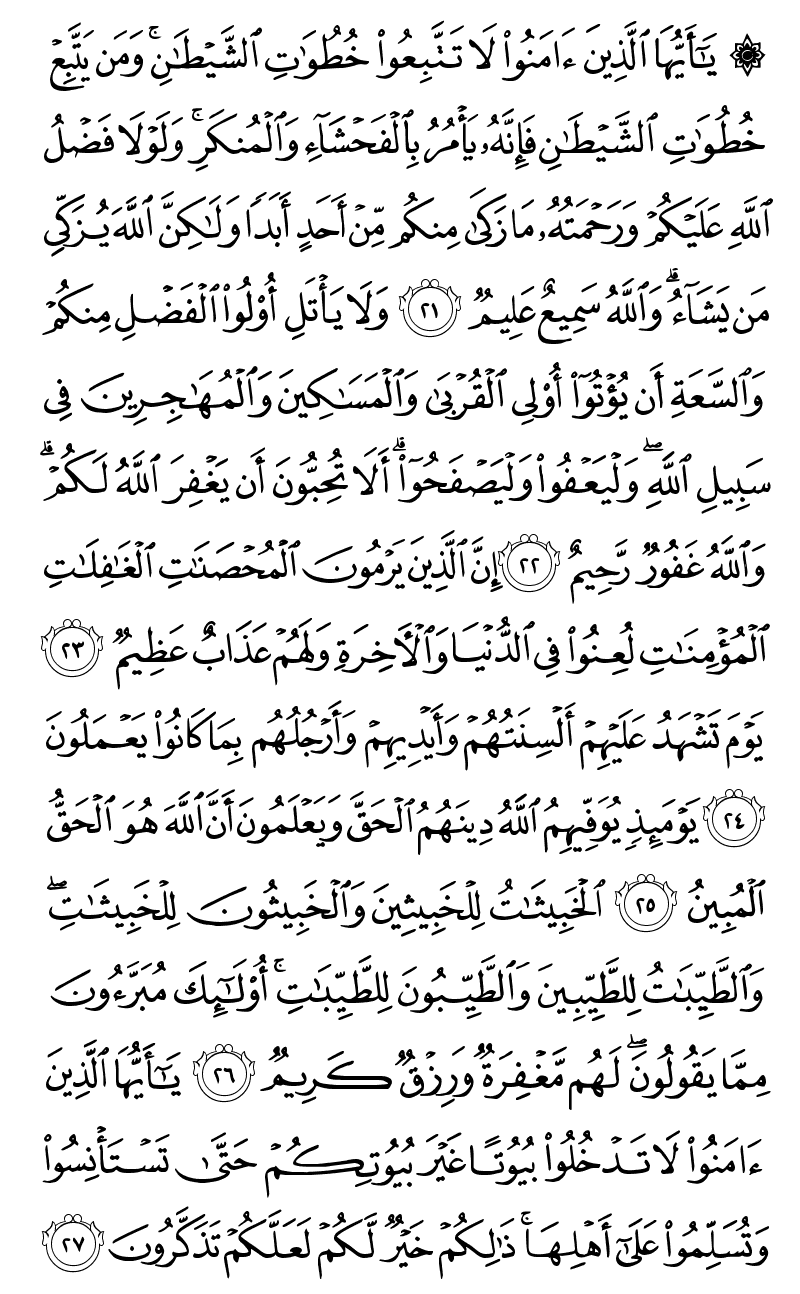 ۞ يَـٰٓأَيُّهَا ٱلَّذِينَ ءَامَنُوا۟ لَا تَتَّبِعُوا۟ خُطُوَٰتِ ٱلشَّيْطَـٰنِ ۚ وَمَن يَتَّبِعْ
خُطُوَٰتِ ٱلشَّيْطَـٰنِ فَإِنَّهُۥ يَأْمُرُ بِٱلْفَحْشَآءِ وَٱلْمُنكَرِ ۚ وَلَوْلَا فَضْلُ
ٱللَّهِ عَلَيْكُمْ وَرَحْمَتُهُۥ مَا زَكَىٰ مِنكُم مِّنْ أَحَدٍ أَبَدًا وَلَـٰكِنَّ ٱللَّهَ يُزَكِّى
مَن يَشَآءُ ۗ وَٱللَّهُ سَمِيعٌ عَلِيمٌ ٢١ وَلَا يَأْتَلِ أُو۟لُوا۟ ٱلْفَضْلِ مِنكُمْ
وَٱلسَّعَةِ أَن يُؤْتُوٓا۟ أُو۟لِى ٱلْقُرْبَىٰ وَٱلْمَسَـٰكِينَ وَٱلْمُهَـٰجِرِينَ فِى
سَبِيلِ ٱللَّهِ ۖ وَلْيَعْفُوا۟ وَلْيَصْفَحُوٓا۟ ۗ أَلَا تُحِبُّونَ أَن يَغْفِرَ ٱللَّهُ لَكُمْ ۗ
وَٱللَّهُ غَفُورٌ رَّحِيمٌ ٢٢ إِنَّ ٱلَّذِينَ يَرْمُونَ ٱلْمُحْصَنَـٰتِ ٱلْغَـٰفِلَـٰتِ
ٱلْمُؤْمِنَـٰتِ لُعِنُوا۟ فِى ٱلدُّنْيَا وَٱلْـَٔاخِرَةِ وَلَهُمْ عَذَابٌ عَظِيمٌ ٢٣
يَوْمَ تَشْهَدُ عَلَيْهِمْ أَلْسِنَتُهُمْ وَأَيْدِيهِمْ وَأَرْجُلُهُم بِمَا كَانُوا۟ يَعْمَلُونَ
٢٤ يَوْمَئِذٍ يُوَفِّيهِمُ ٱللَّهُ دِينَهُمُ ٱلْحَقَّ وَيَعْلَمُونَ أَنَّ ٱللَّهَ هُوَ ٱلْحَقُّ
ٱلْمُبِينُ ٢٥ ٱلْخَبِيثَـٰتُ لِلْخَبِيثِينَ وَٱلْخَبِيثُونَ لِلْخَبِيثَـٰتِ ۖ
وَٱلطَّيِّبَـٰتُ لِلطَّيِّبِينَ وَٱلطَّيِّبُونَ لِلطَّيِّبَـٰتِ ۚ أُو۟لَـٰٓئِكَ مُبَرَّءُونَ
مِمَّا يَقُولُونَ ۖ لَهُم مَّغْفِرَةٌ وَرِزْقٌ كَرِيمٌ ٢٦ يَـٰٓأَيُّهَا ٱلَّذِينَ
ءَامَنُوا۟ لَا تَدْخُلُوا۟ بُيُوتًا غَيْرَ بُيُوتِكُمْ حَتَّىٰ تَسْتَأْنِسُوا۟
وَتُسَلِّمُوا۟ عَلَىٰٓ أَهْلِهَا ۚ ذَٰلِكُمْ خَيْرٌ لَّكُمْ لَعَلَّكُمْ تَذَكَّرُونَ ٢٧